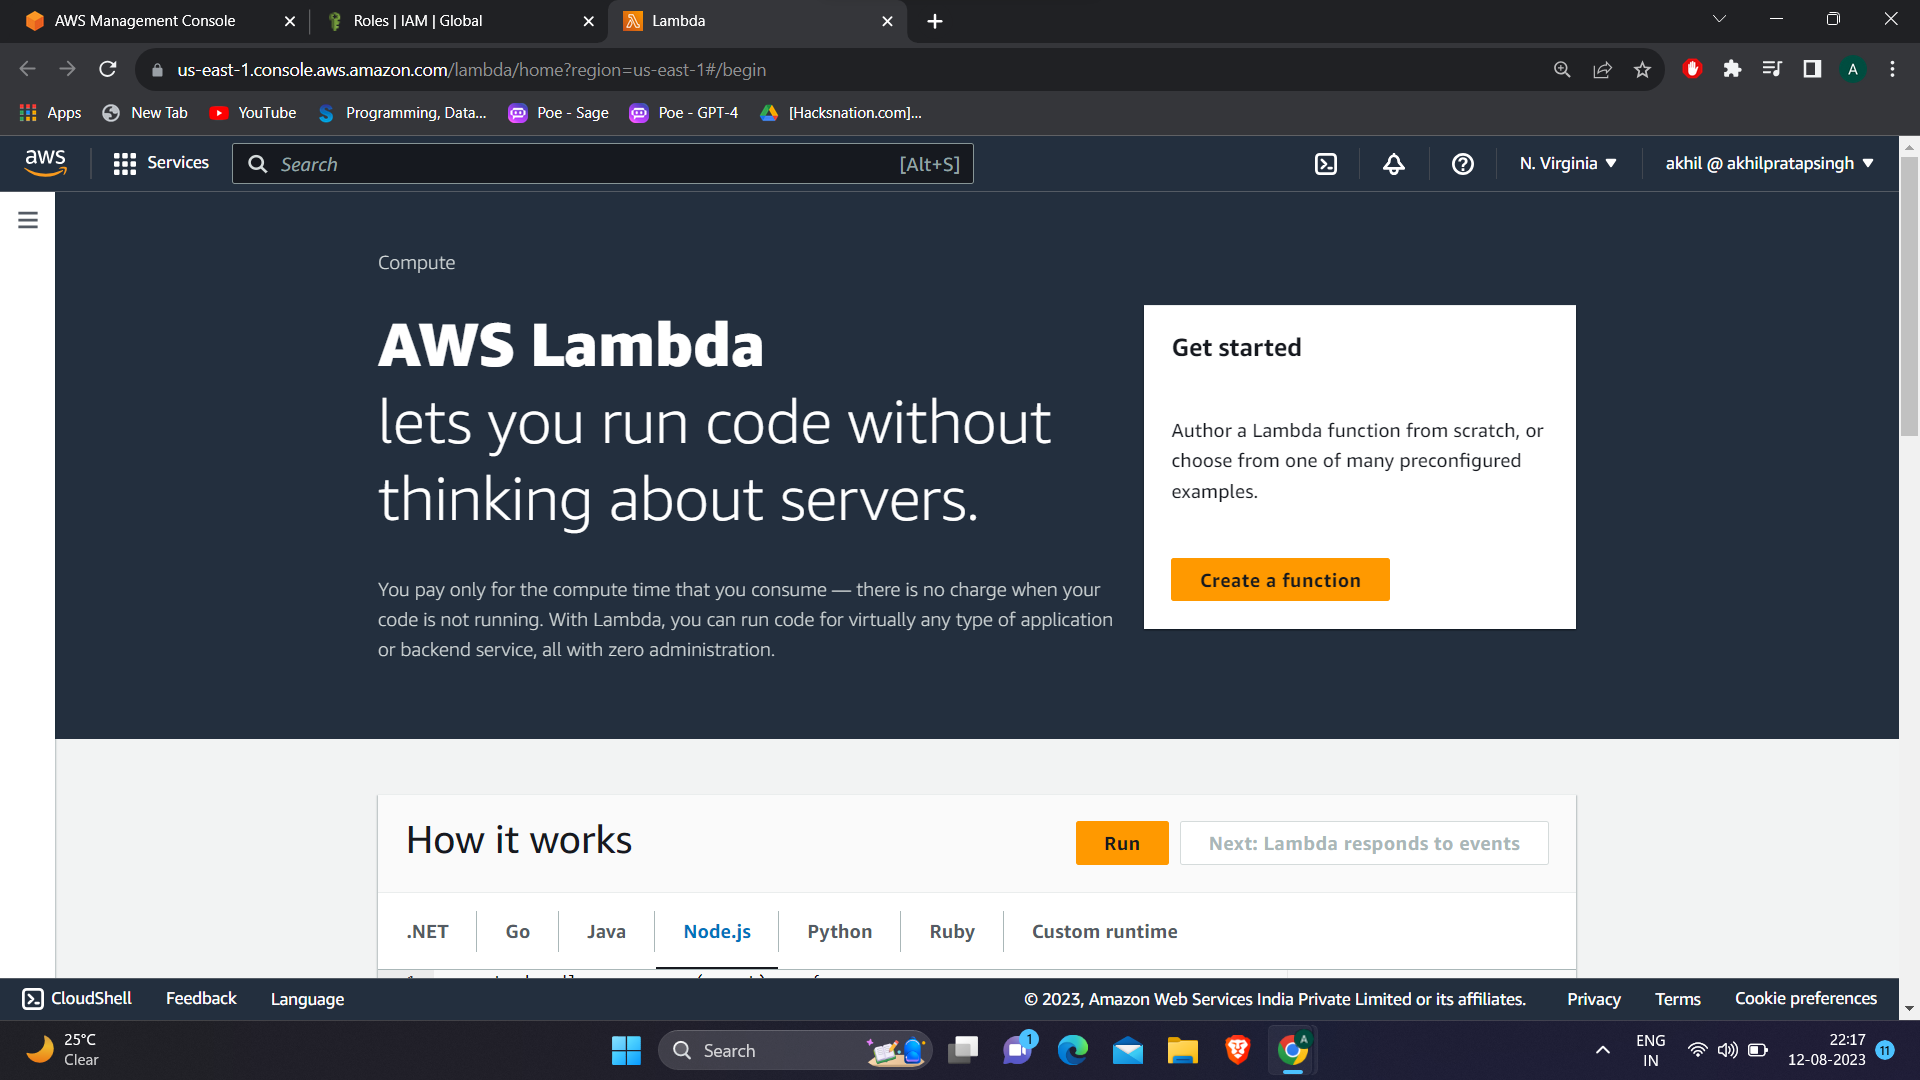 AWS Management Console
Roles | IAM | Global
Lambda
us-east-1.console.aws.amazon.com/lambda/home?region=us-east-1#/begin
A
Apps
New Tab
YouTube
Programming, Data...
Poe - Sage
Poe - GPT-4
[Hacksnation.com]...
aws
Services
Search
[Alt+S]
N. Virginia
akhil @ akhilpratapsingh
Compute
AWS Lambda
lets you run code without
thinking about servers.
You pay only for the compute time that you consume — there is no charge when your
code is not running. With Lambda, you can run code for virtually any type of application
or backend service, all with zero administration.
Get started
Author a Lambda function from scratch, or
choose from one of many preconfigured
examples.
Create a function
How it works
Run
Next: Lambda responds to events
.NET
Go
Java
Node.js
Python
Ruby
Custom runtime
CloudShell
Feedback
Language
© 2023, Amazon Web Services India Private Limited or its affiliates.
Privacy
Terms
Cookie preferences
25°C
Clear
Search
1
A
ENG
IN
22:17
12-08-2023
11